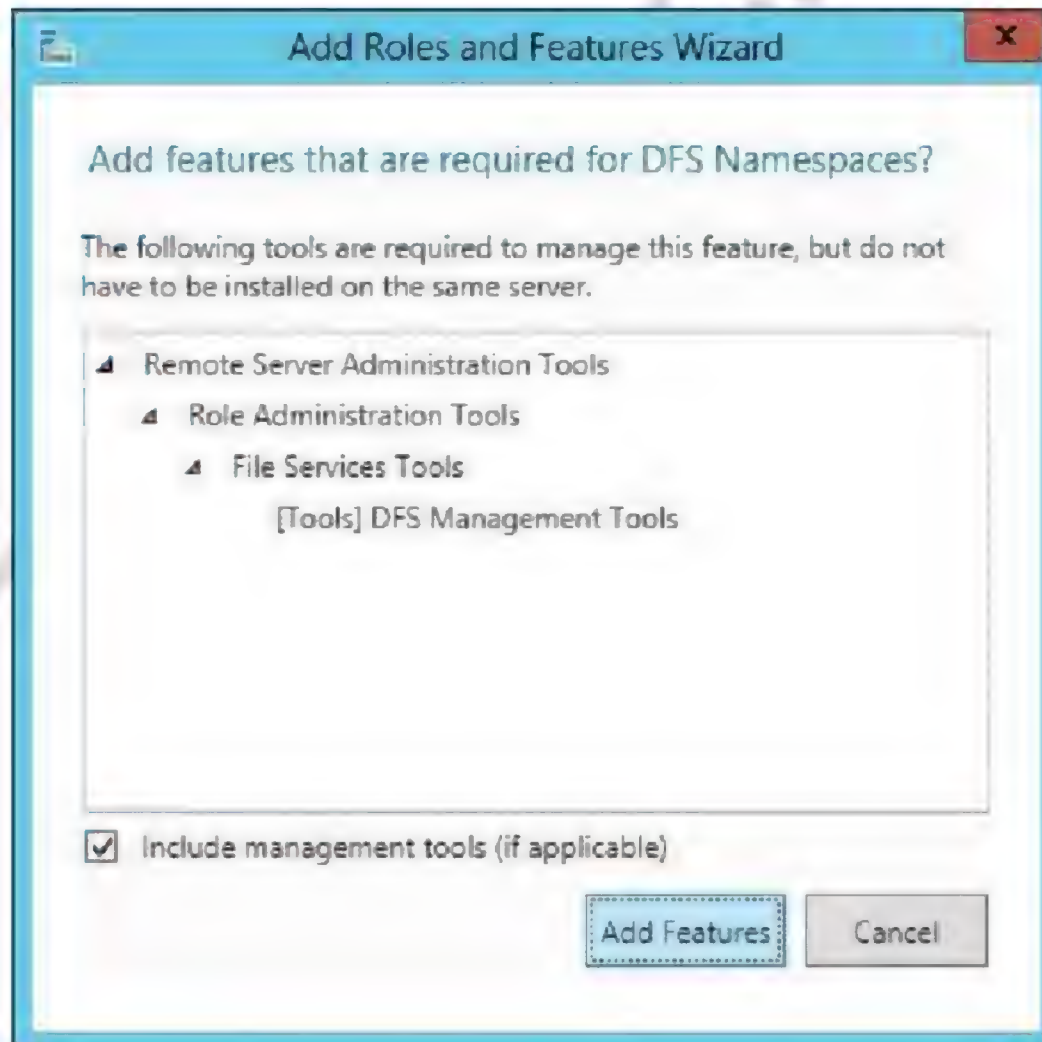 Add Roles and Features Wizard
Add features that are required for DFS Namespaces?
The following tools are required to manage this feature, but do not
have to be installed on the same server.
Remote Server Administration Tools
Role Administration Tools
File Services Tools
[Tools] DFS Management Tools
Include management tools (if applicable)
Add Features
Cancel